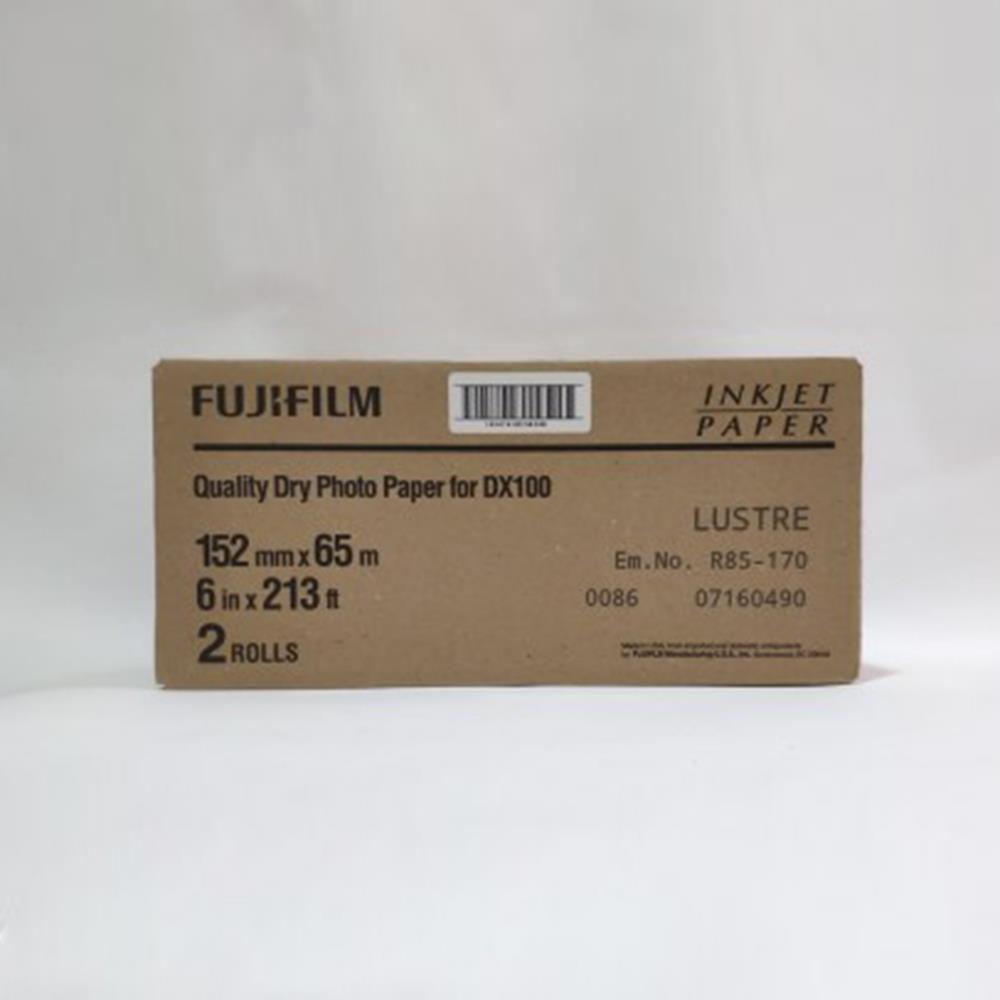 FUJIFILM
INKJET
PAPER
Quality Dry Photo Paper for DX100
LUSTRE
152 mm x 65 m
Em.No. R85-170
6 in x 213 ft
0086 07160490
2 ROLLS